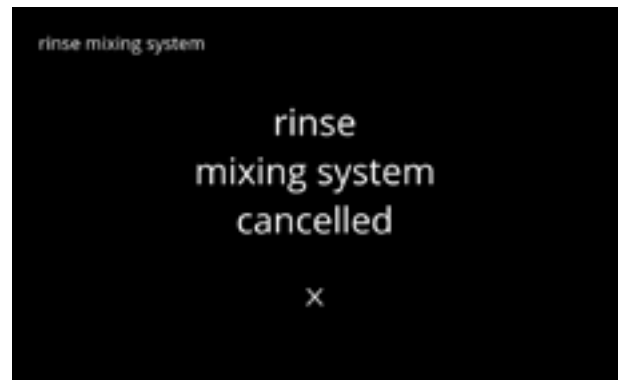 rinse mixing system
rinse
mixing system
cancelled
x